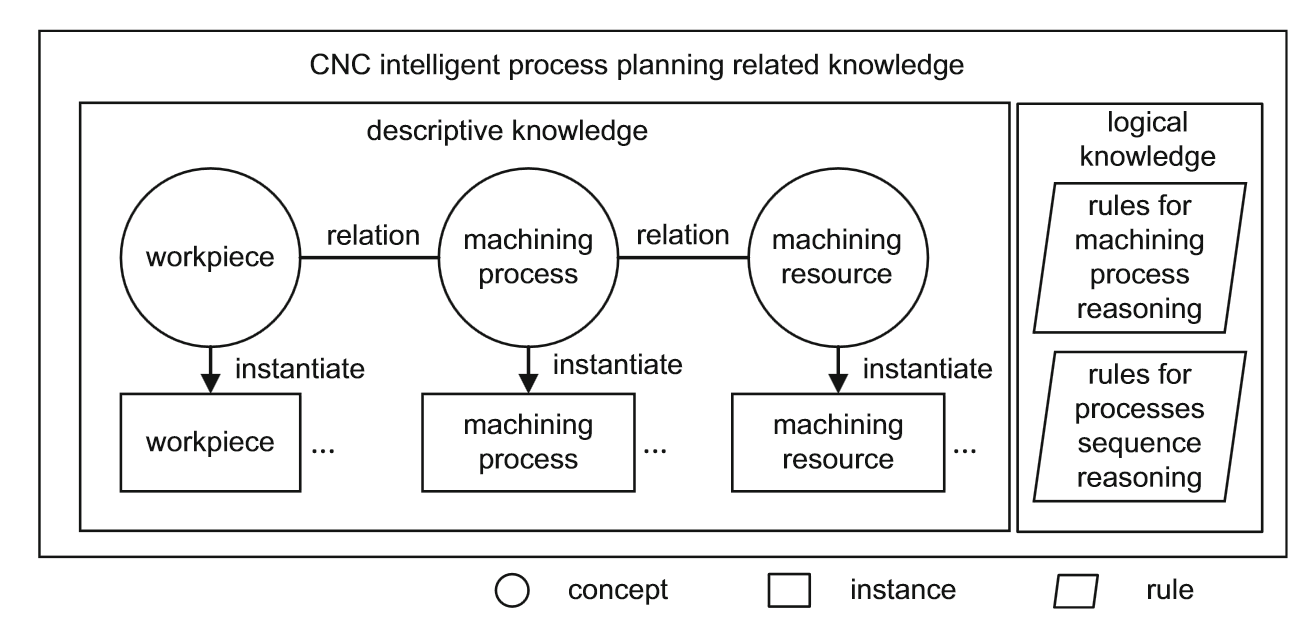 CNC intelligent process planning related knowledge
descriptive knowledge
workpiece
relation
machining
process
relation
machining
resource
instantiate
instantiate
instantiate
workpiece
...
machining
process
...
machining
resource
...
logical
knowledge
rules for
machining
process
reasoning
rules for
processes
sequence
reasoning
concept
instance
rule